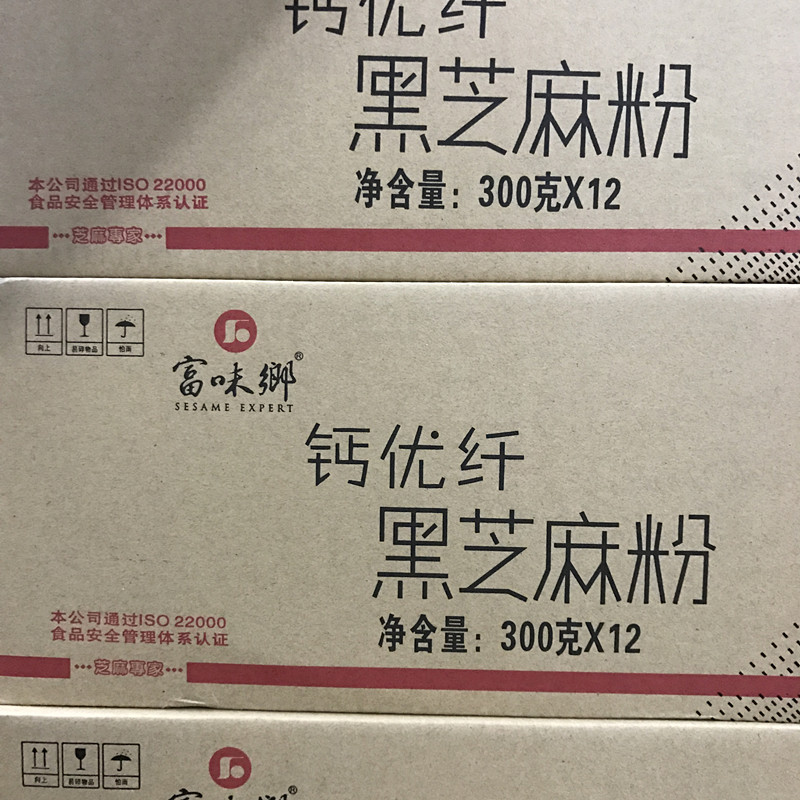 钙优纤
黑芝麻粉
净含量：300克X12
本公司通过ISO 22000
食品安全管理体系认证
•••芝麻專家•••
向上 易碎物品 怕雨
富味鄉®
SESAME EXPERT
钙优纤
黑芝麻粉
净含量：300克X12
本公司通过ISO 22000
食品安全管理体系认证
•••芝麻專家•••
向上 易碎物品 怕雨
富味鄉®